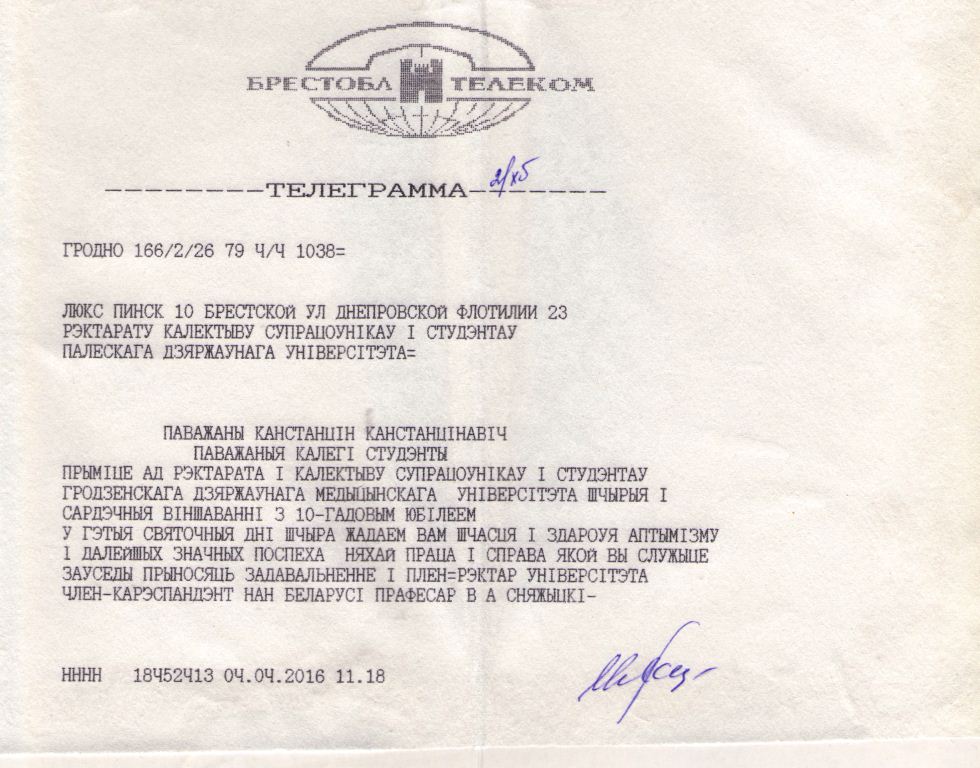 БРЕСТОБЛ ТЕЛЕКОМ
--------ТЕЛЕГРАММА-------
ГРОДНО 166/2/26 79 Ч/Ч 1038=
ЛЮКС ПИНСК 10 БРЕСТСКОЙ УЛ ДНЕПРОВСКОЙ ФЛОТИЛИИ 23
РЭКТАРАТУ КАЛЕКТЫВУ СУПРАЦОУНІКАУ І СТУДЭНТАУ
ПАЛЕСКАГА ДЗЯРЖАУНАГА УНІВЕРСІТЭТА=
ПАВАЖАНЫ КАНСТАНЦІН КАНСТАНЦІНАВІЧ
ПАВАЖАНЫЯ КАЛЕГІ СТУДЭНТЫ
ПРЫМІЦЕ АД РЭКТАРАТА І КАЛЕКТЫВУ СУПРАЦОУНІКАУ І СТУДЭНТАУ
ГРОДЗЕНСКАГА ДЗЯРЖАУНАГА МЕДЫЦЫНСКАГА УНІВЕРСІТЭТА ШЧЫРЫЯ І
САРДЭЧНЫЯ ВІНШАВАННІ З 10-ГАДОВЫМ ЮБІЛЕЕМ
У ГЭТЫЯ СВЯТОЧНЫЯ ДНІ ШЧЫРА ЖАДАЕМ ВАМ ШЧАСЦЯ І ЗДАРОУЯ АПТЫМІЗМУ
І ДАЛЕЙШЫХ ЗНАЧНЫХ ПОСПЕХА НЯХАЙ ПРАЦА І СПРАВА ЯКОЙ ВЫ СЛУЖЫЦЕ
ЗАУСЕДЫ ПРЫНОСЯЦЬ ЗАДАВАЛЬНЕННЕ І ПЛЕН=РЭКТАР УНІВЕРСІТЭТА
ЧЛЕН-КАРЭСПАНДЭНТ НАН БЕЛАРУСІ ПРАФЕСАР В А СНЯЖЫЦКІ-
НННН 18Ч52Ч13 0Ч.0Ч.2016 11.18